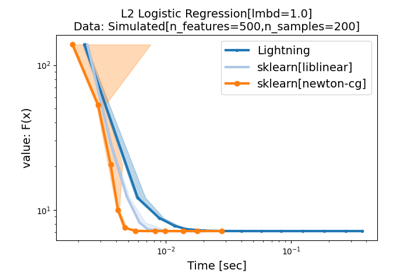 L2 Logistic Regression[lmbd=1.0]
Data: Simulated[n_features=500,n_samples=200]
Lightning
sklearn[liblinear]
sklearn[newton-cg]
value: F(x)
10²
10¹
10⁻²
10⁻¹
Time [sec]